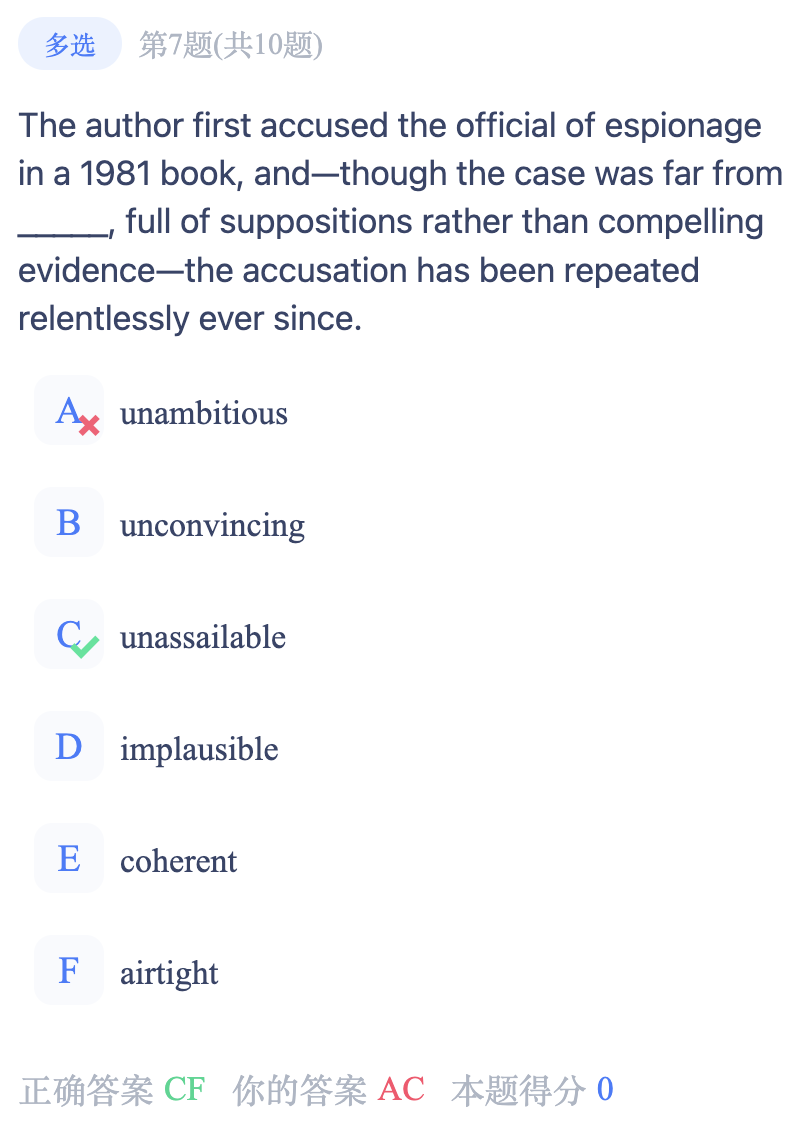 多选 第7题(共10题)
The author first accused the official of espionage
in a 1981 book, and—though the case was far from
_____, full of suppositions rather than compelling
evidence—the accusation has been repeated
relentlessly ever since.
A unambitious
B unconvincing
C unassailable
D implausible
E coherent
F airtight
正确答案 CF 你的答案 AC 本题得分 0